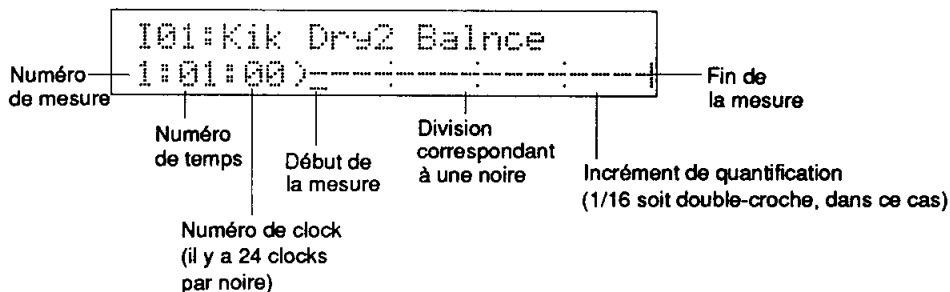 I01:Kik Dry2 Balnce
1:01:00)
Numéro
de mesure
Fin de
la mesure
Numéro
de temps
Début de
la mesure
Division
correspondant
à une noire
Incrément de quantification
(1/16 soit double-croche, dans ce cas)
Numéro de clock
(il y a 24 clocks
par noire)